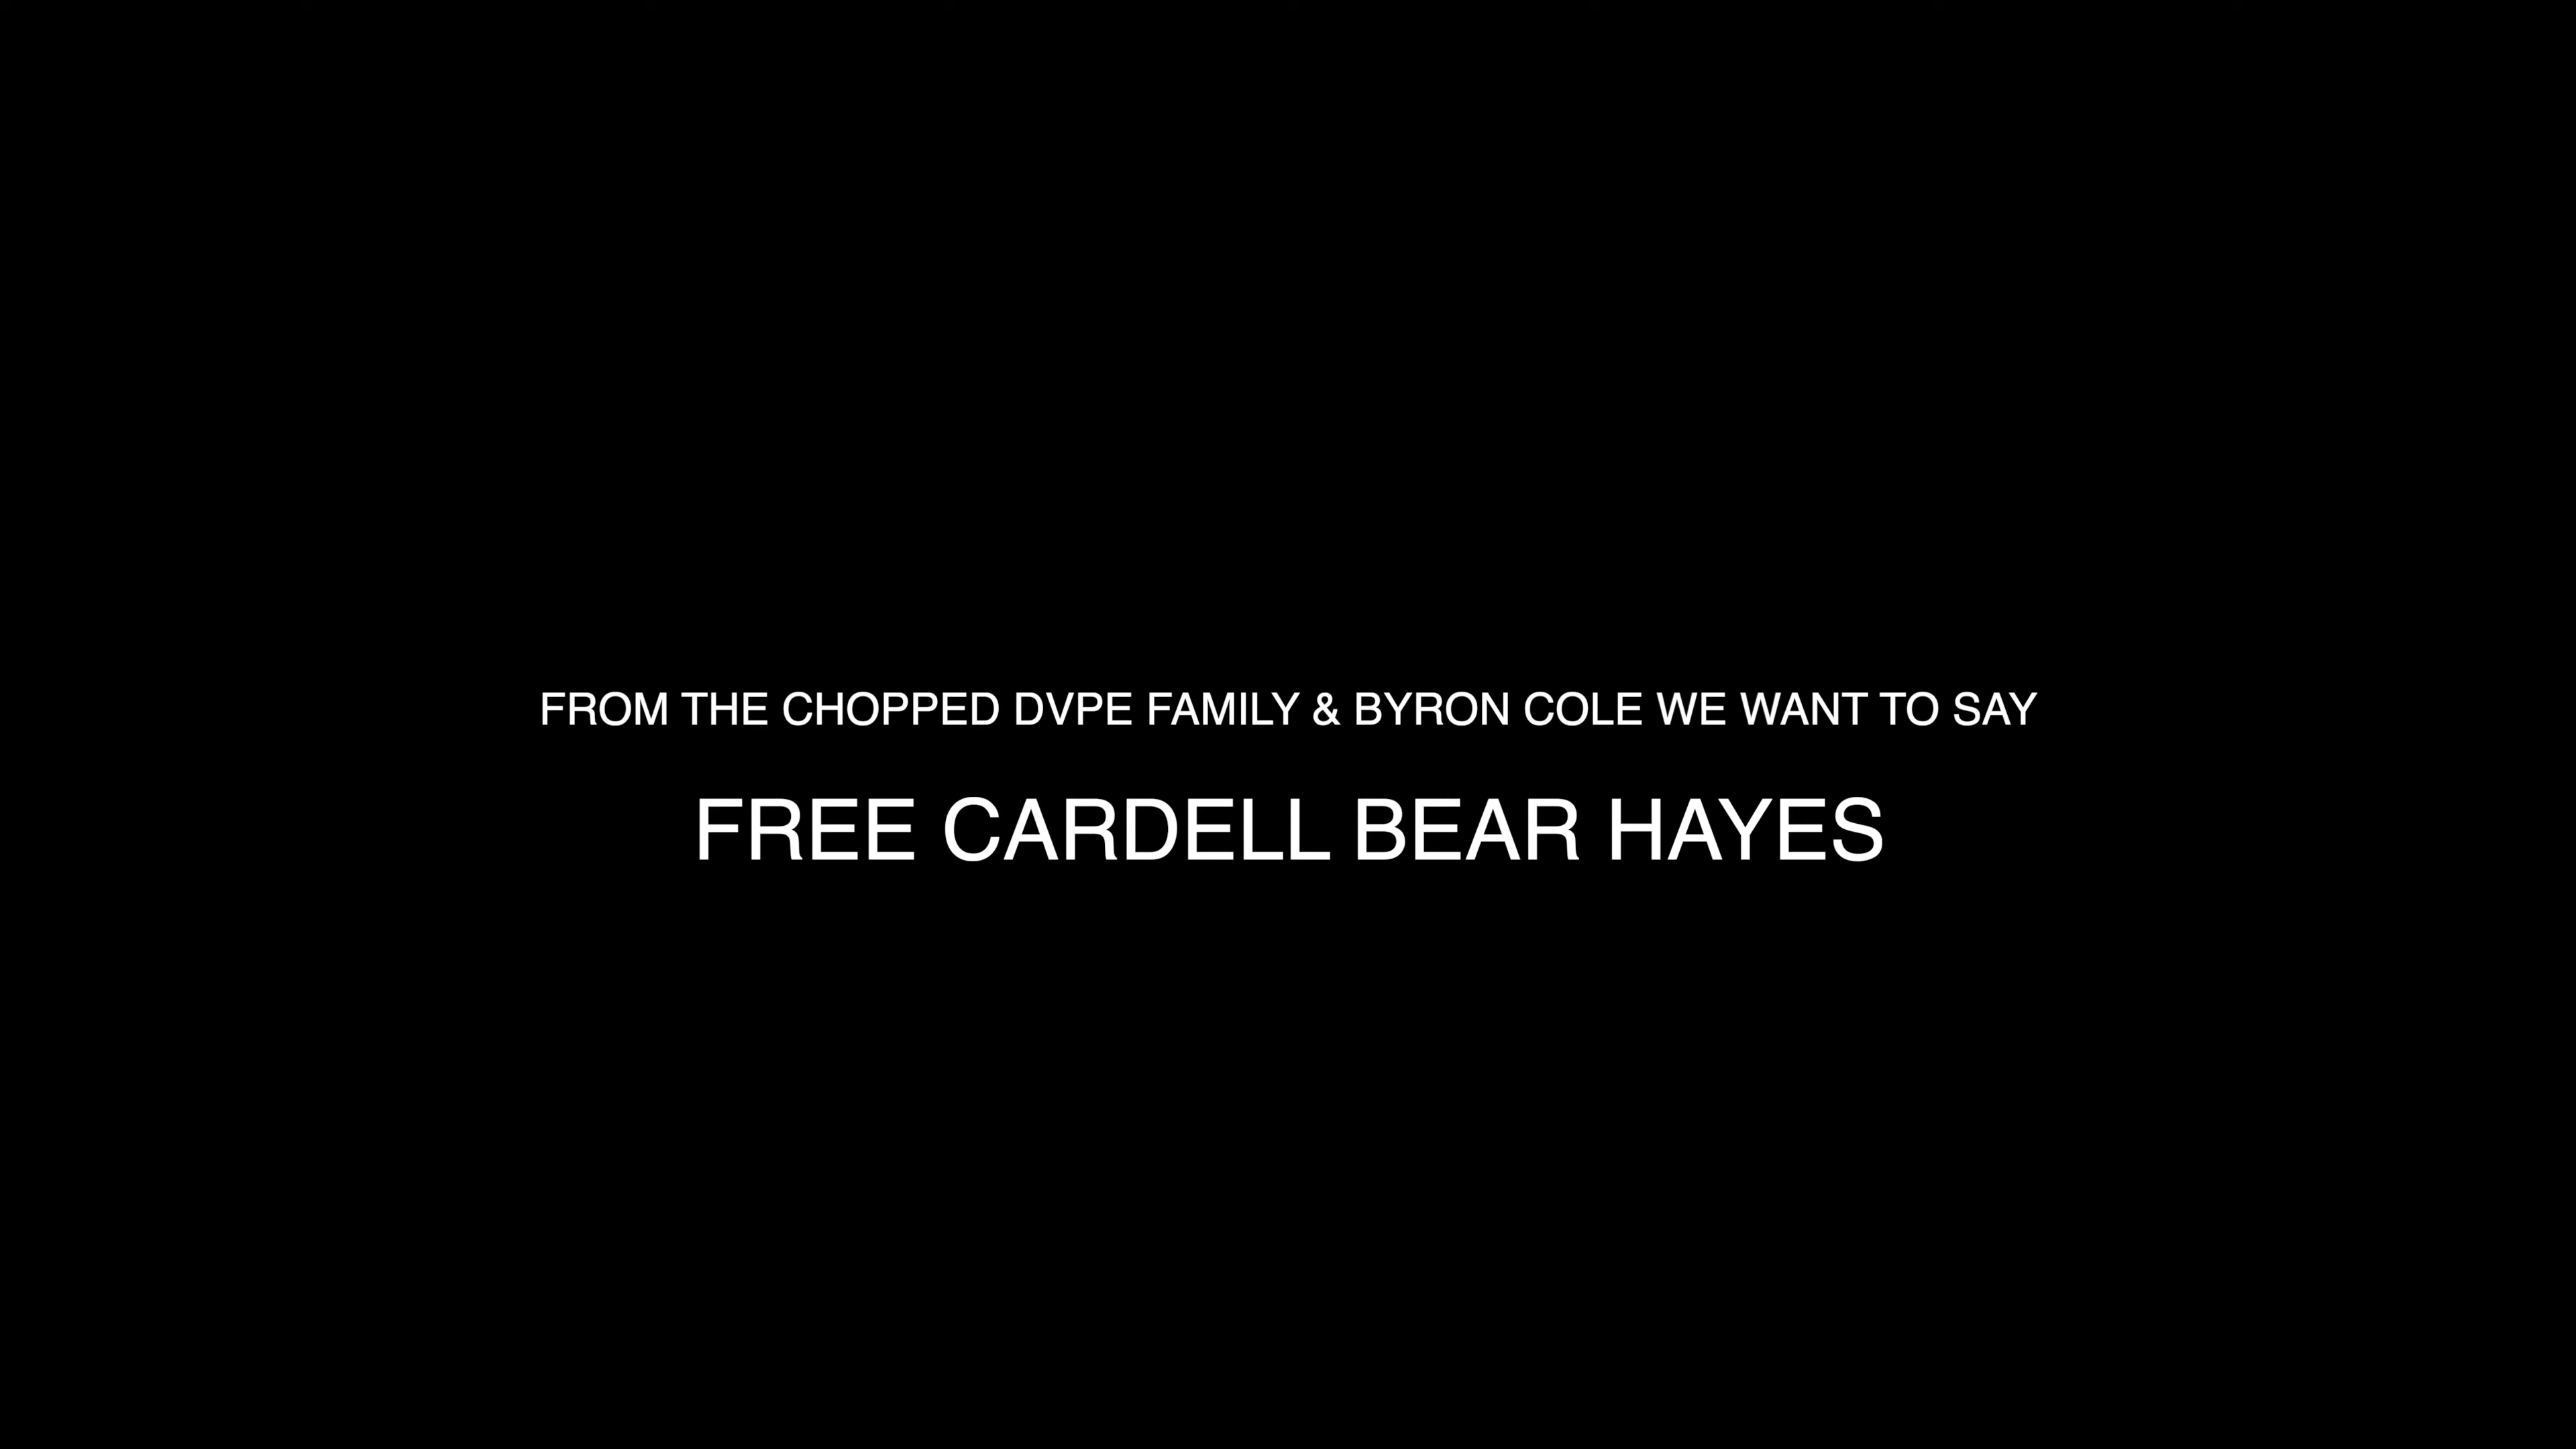 FROM THE CHOPPED DVPE FAMILY & BYRON COLE WE WANT TO SAY
FREE CARDELL BEAR HAYES